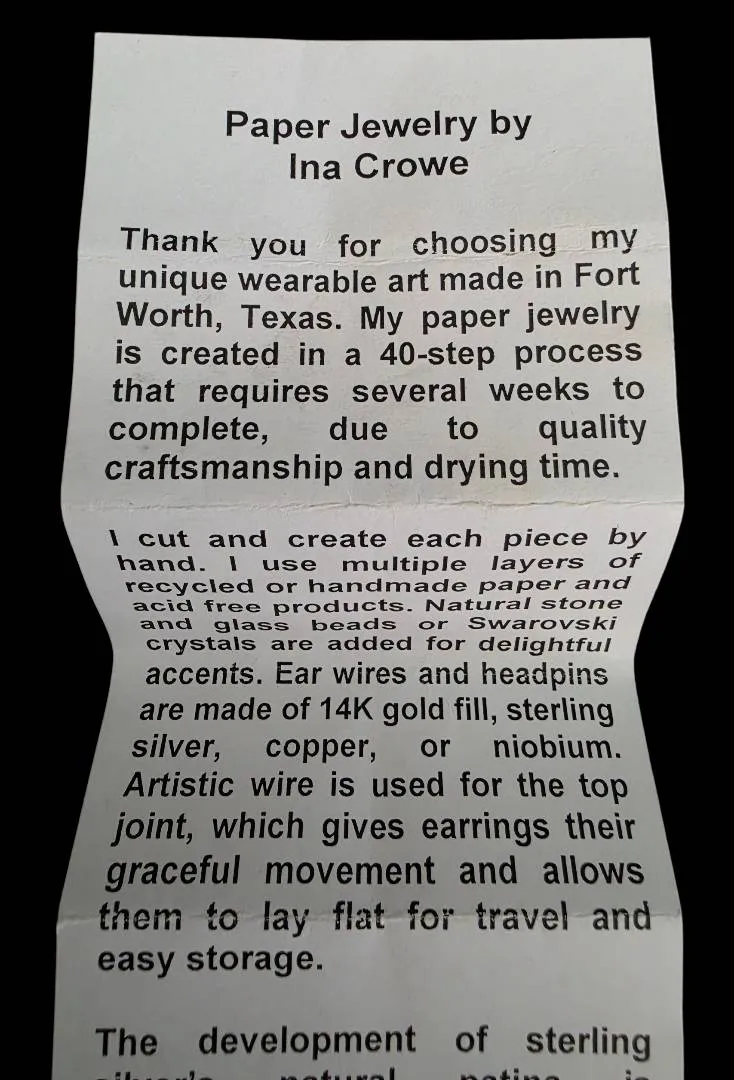 Paper Jewelry by
Ina Crowe
Thank you for choosing my
unique wearable art made in Fort
Worth, Texas. My paper jewelry
is created in a 40-step process
that requires several weeks to
complete, due to quality
craftsmanship and drying time.
I cut and create each piece by
hand. I use multiple layers of
recycled or handmade paper and
acid free products. Natural stone
and glass beads or Swarovski
crystals are added for delightful
accents. Ear wires and headpins
are made of 14K gold fill, sterling
silver, copper, or niobium.
Artistic wire is used for the top
joint, which gives earrings their
graceful movement and allows
them to lay flat for travel and
easy storage.
The development of sterling
silver's natural patina is